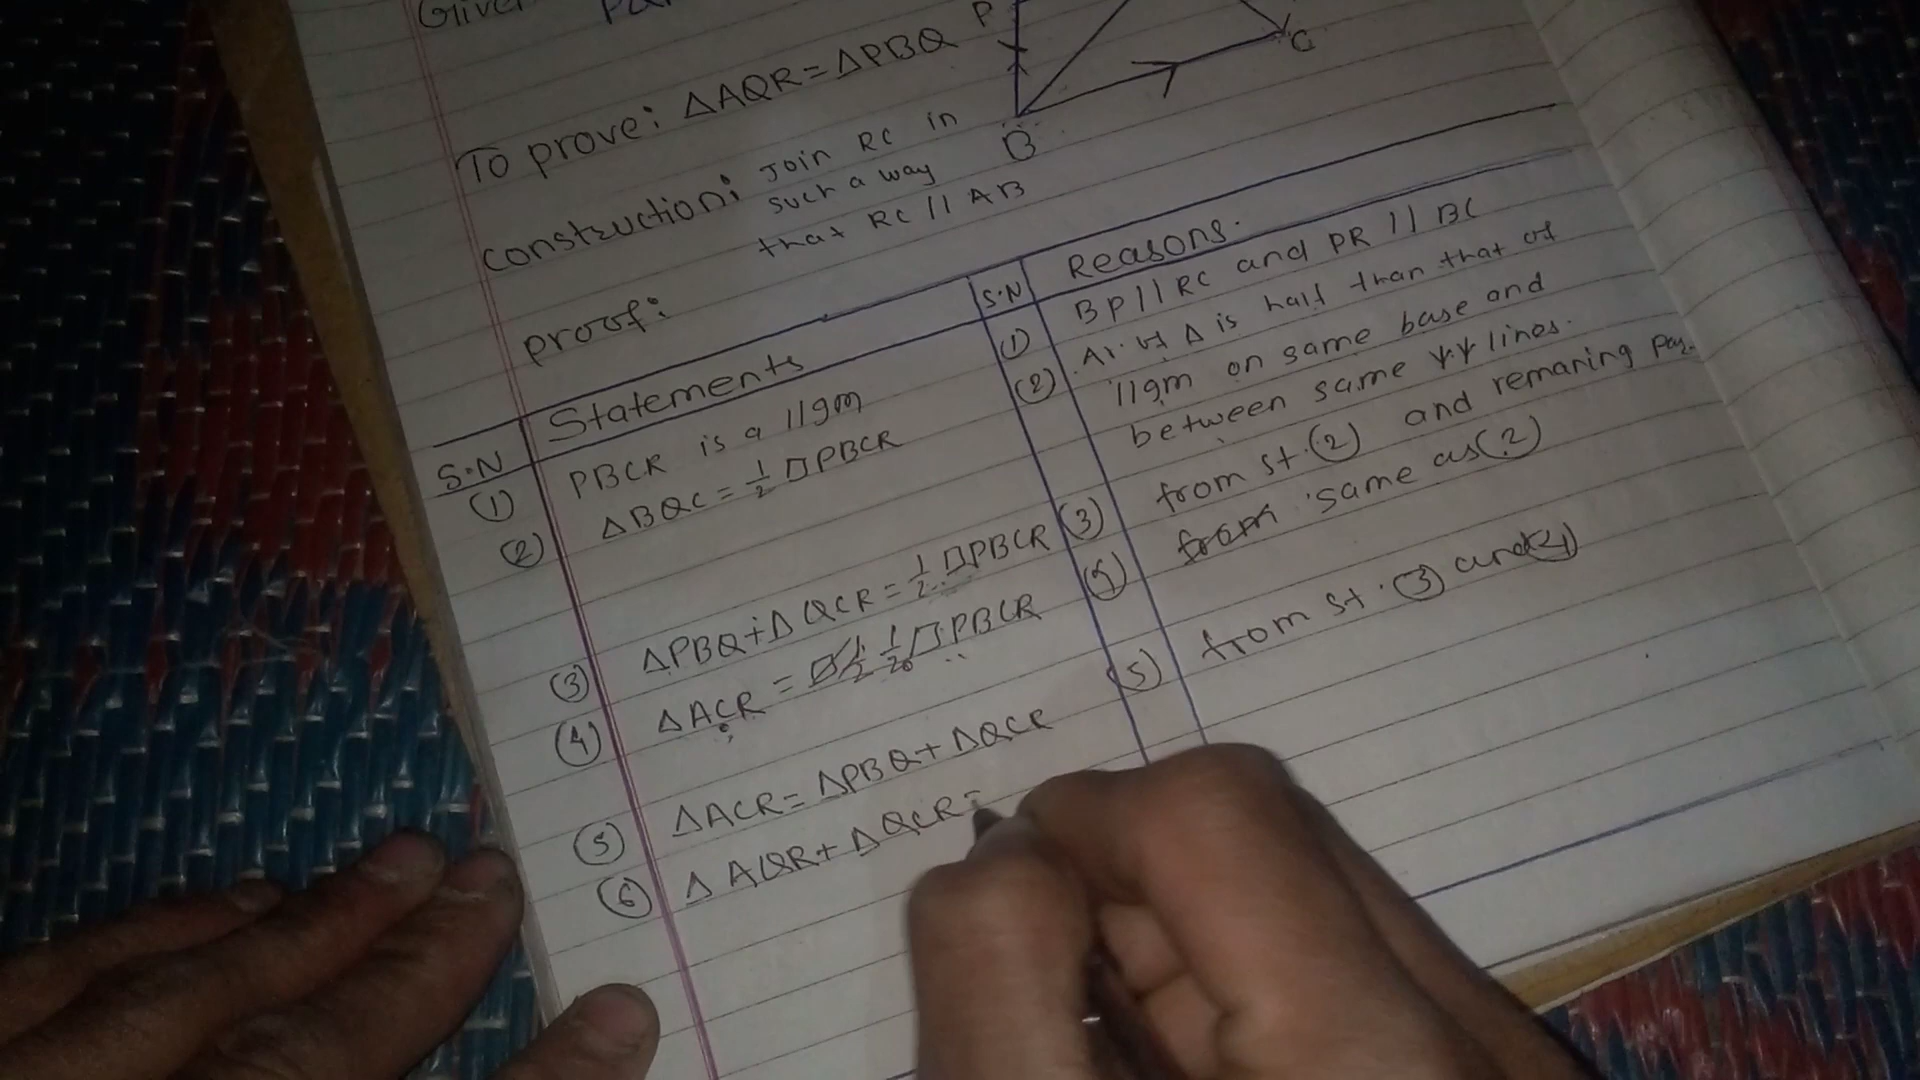 Given
P
C
To prove: ΔAQR = ΔPBQ
B
construction: Join RC in
such a way
that RC // AB
proof:
S.N Statements S.N Reasons.
(1) PBCR is a //gm (1) BP // RC and PR // BC
(2) ΔBQC = 1/2 ▱PBCR (2) Ar. of Δ is half than that of
//gm on same base and
between same lines.
(3) ΔPBQ + ΔQCR = 1/2 ▱PBCR (3) from st. (2) and remaning
(4) ΔACR = 1/2 ▱PBCR (4) same as (2)
(5) ΔACR = ΔPBQ + ΔQCR (5) from st. (3) and (4)
(6) ΔAQR + ΔQCR =